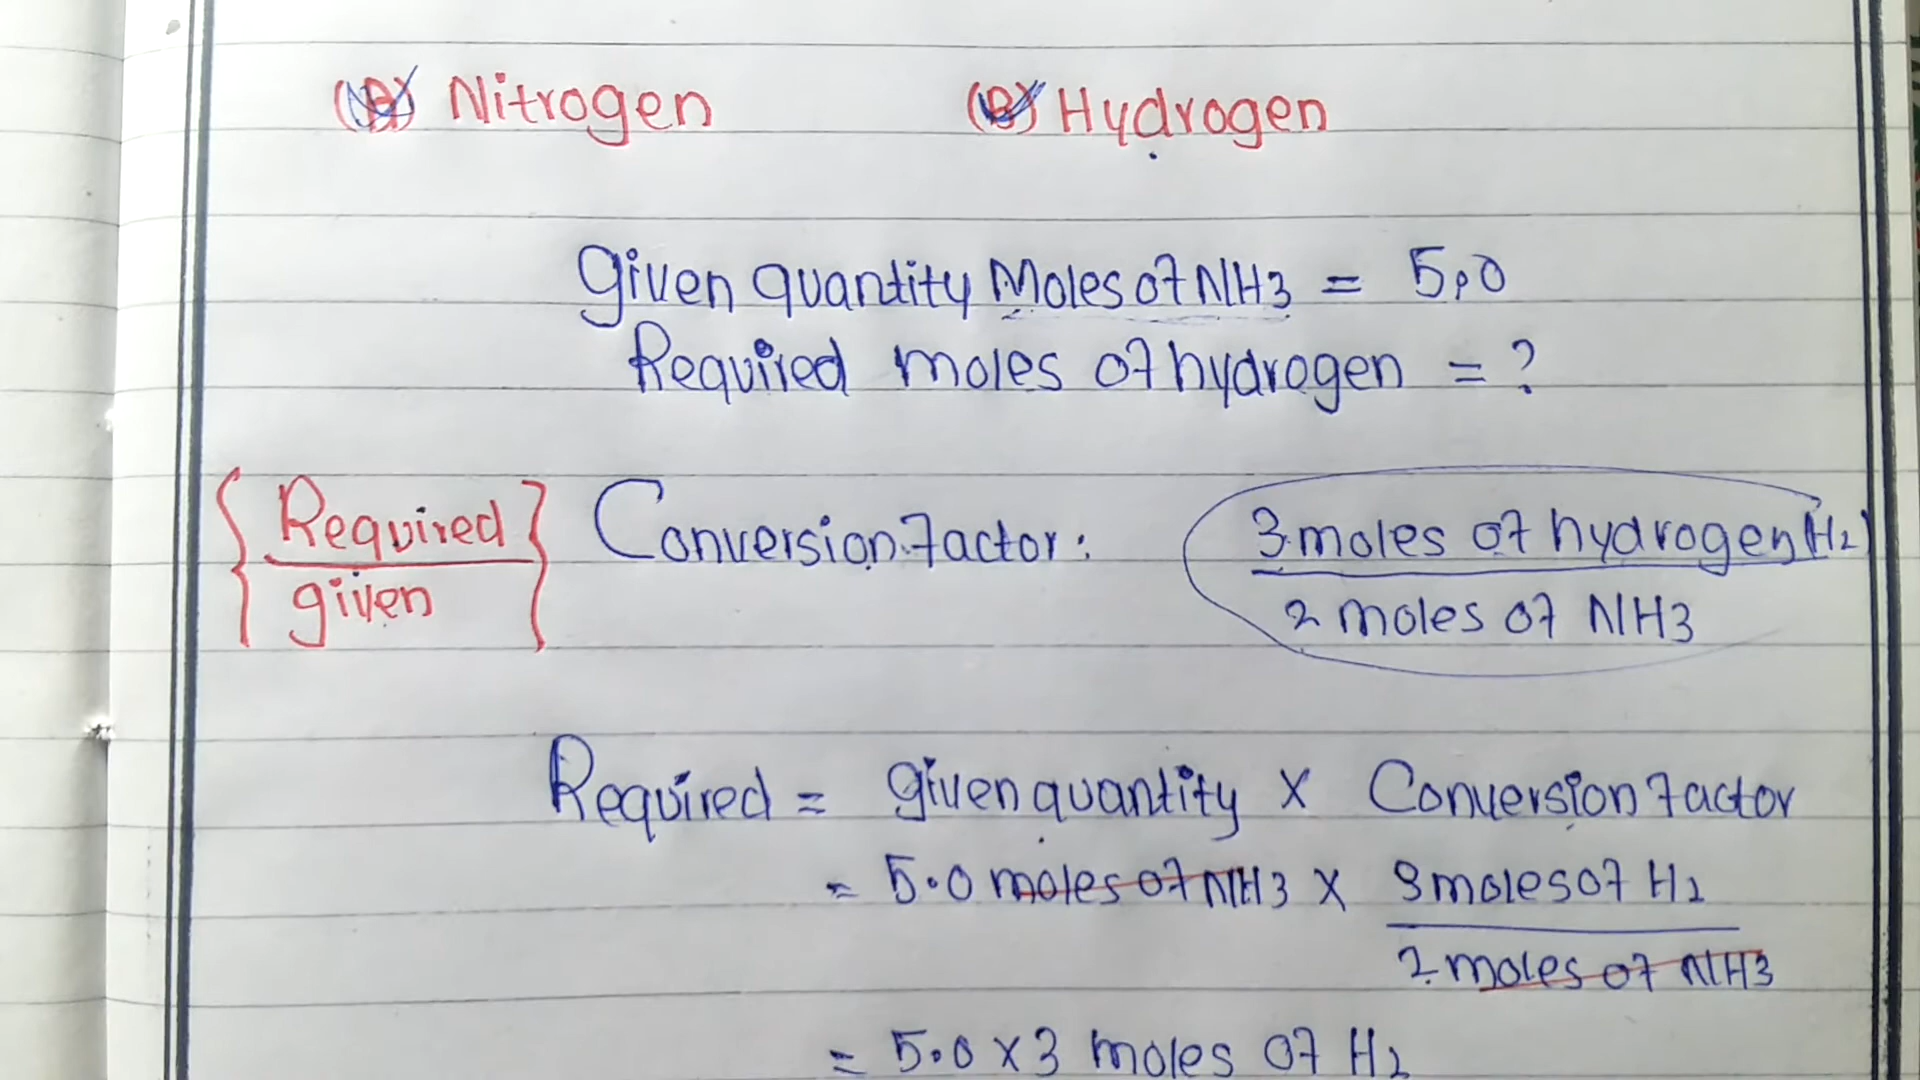 (B) Nitrogen (B) Hydrogen
Given quantity Moles of NH3 = 5.0
Required moles of hydrogen = ?
{Required} Conversion factor: 3 moles of hydrogen (H2)
given 2 moles of NH3
Required = given quantity x Conversion factor
= 5.0 moles of NH3 x 3 moles of H2
2 moles of NH3
= 5.0 x 3 moles of H2